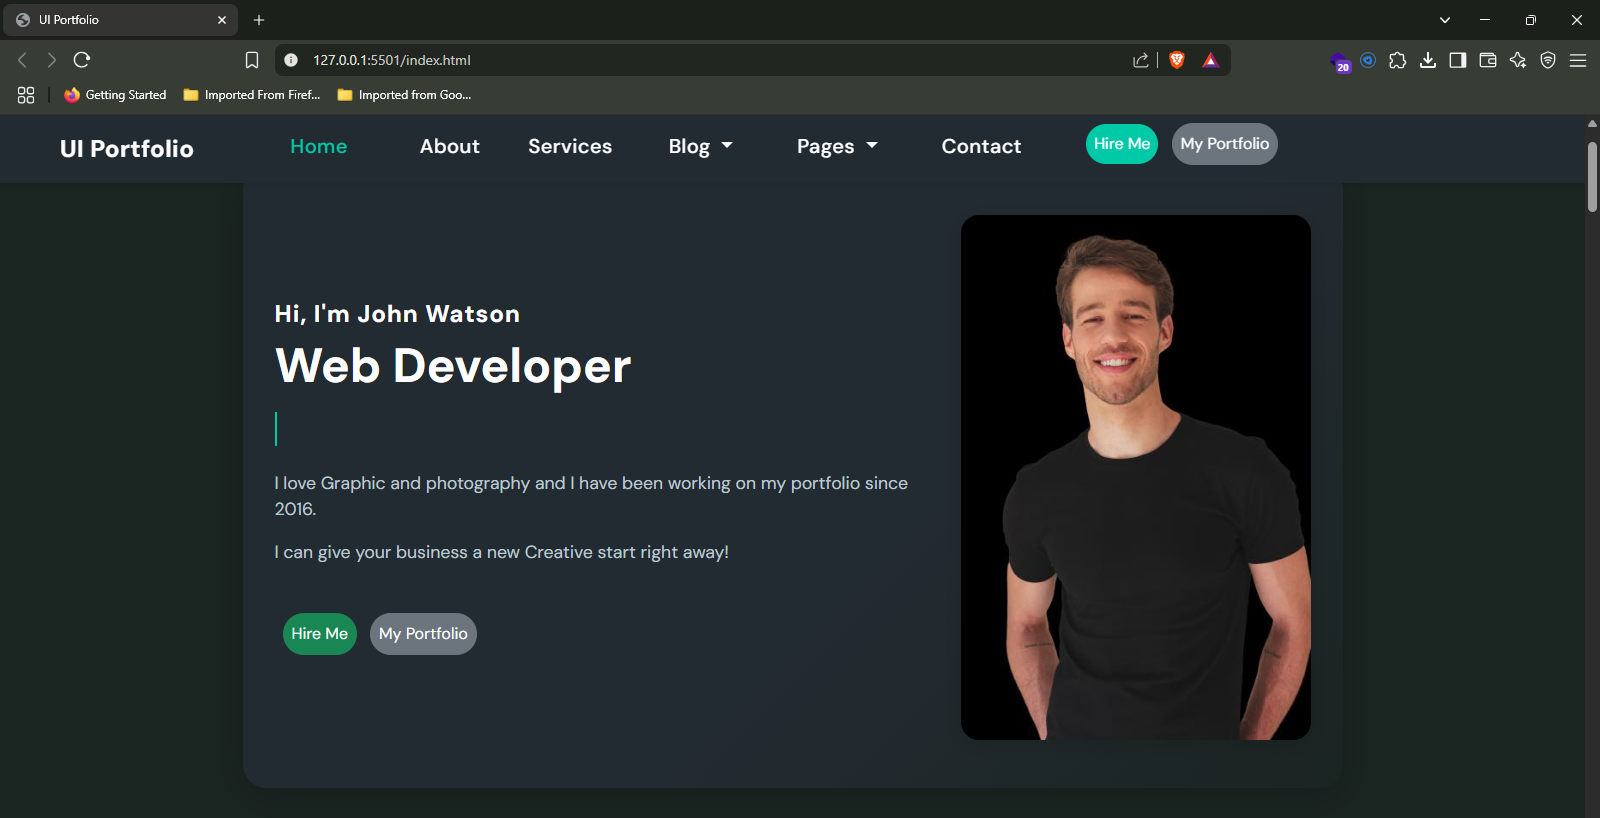 UI Portfolio
127.0.0.1:5501/index.html
20
Getting Started
Imported From Firef...
Imported from Goo...
UI Portfolio
Home
About
Services
Blog
Pages
Contact
Hire Me
My Portfolio
Hi, I'm John Watson
Web Developer
I love Graphic and photography and I have been working on my portfolio since
2016.
I can give your business a new Creative start right away!
Hire Me
My Portfolio